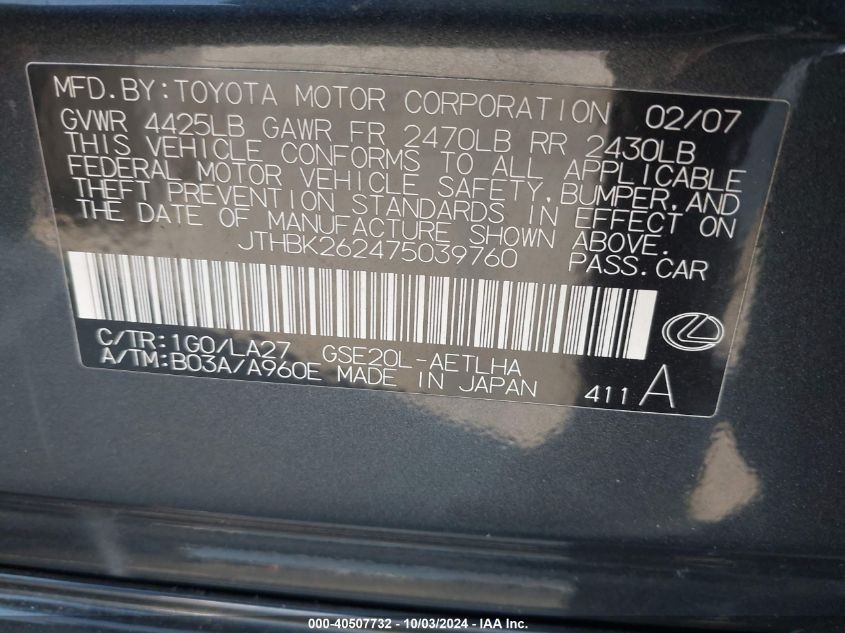 MFD.BY:TOYOTA MOTOR CORPORATION 02/07
GVWR 4425LB GAWR FR 2470LB RR 2430LB
THIS VEHICLE CONFORMS TO ALL APPLICABLE
FEDERAL MOTOR VEHICLE SAFETY,BUMPER,AND
THEFT PREVENTION STANDARDS IN EFFECT ON
THE DATE OF MANUFACTURE SHOWN ABOVE.
JTHBK262475039760 PASS.CAR
C/TR:1G0/LA27 GSE20L-AETLHA
A/TM:B03A/A960E MADE IN JAPAN 411 A
000-40507732 - 10/03/2024 - IAA Inc.